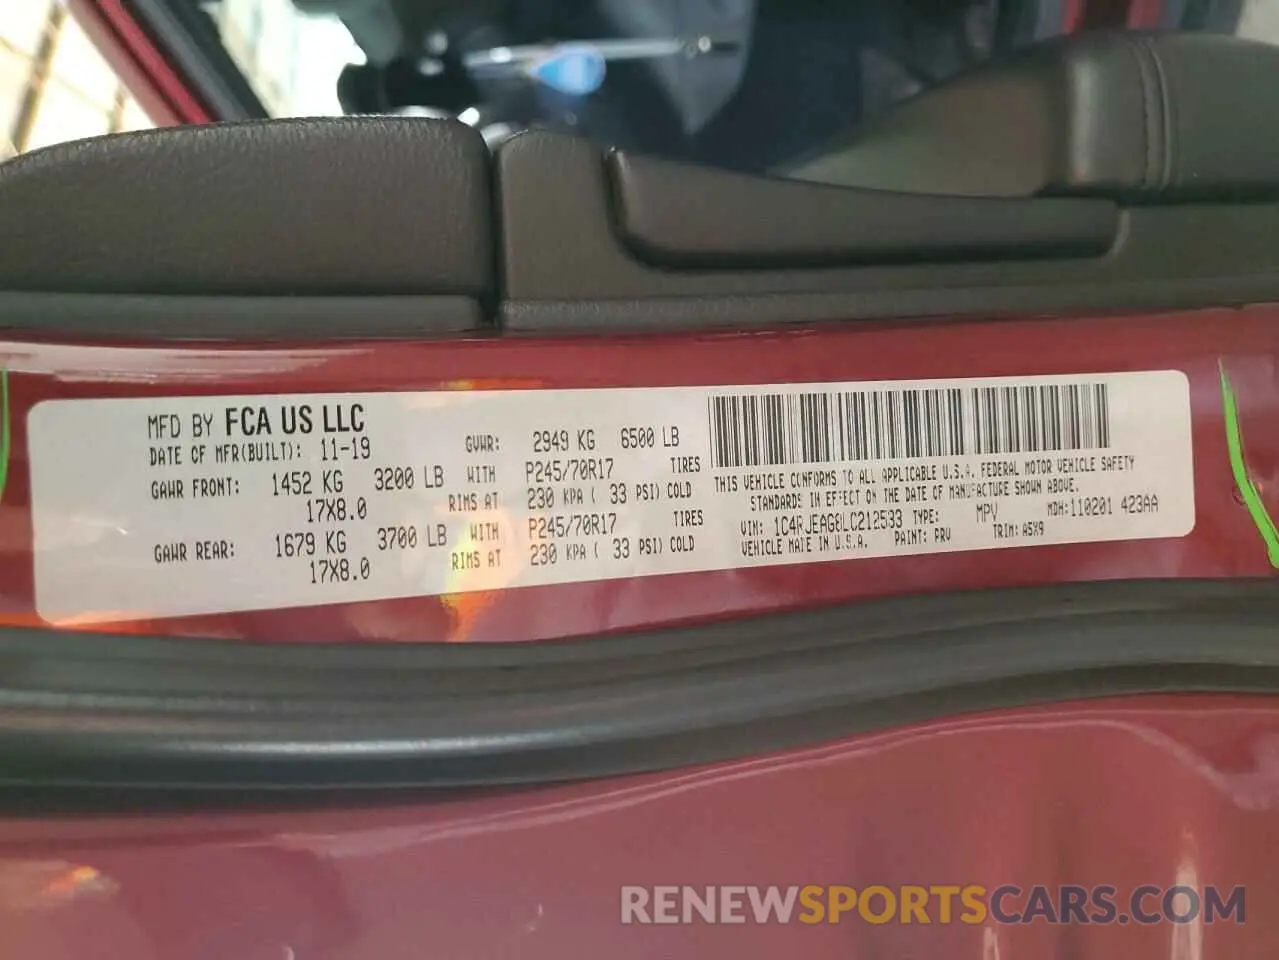 MFD BY FCA US LLC
DATE OF MFR(BUILT): 11-19 GVWR: 2949 KG 6500 LB
GAWR FRONT: 1452 KG 3200 LB WITH P245/70R17 TIRES
17X8.0 RIMS AT 230 KPA ( 33 PSI) COLD
GAWR REAR: 1679 KG 3700 LB WITH P245/70R17 TIRES
17X8.0 RIMS AT 230 KPA ( 33 PSI) COLD
THIS VEHICLE CONFORMS TO ALL APPLICABLE U.S.A. FEDERAL MOTOR VEHICLE SAFETY
STANDARDS IN EFFECT ON THE DATE OF MANUFACTURE SHOWN ABOVE.
VIN: 1C4RJEAG8LC212533 TYPE: MPV MDH:110201 423AA
VEHICLE MADE IN U.S.A. PAINT: PRV TRIM: A5X9
RENEWSPORTSCARS.COM